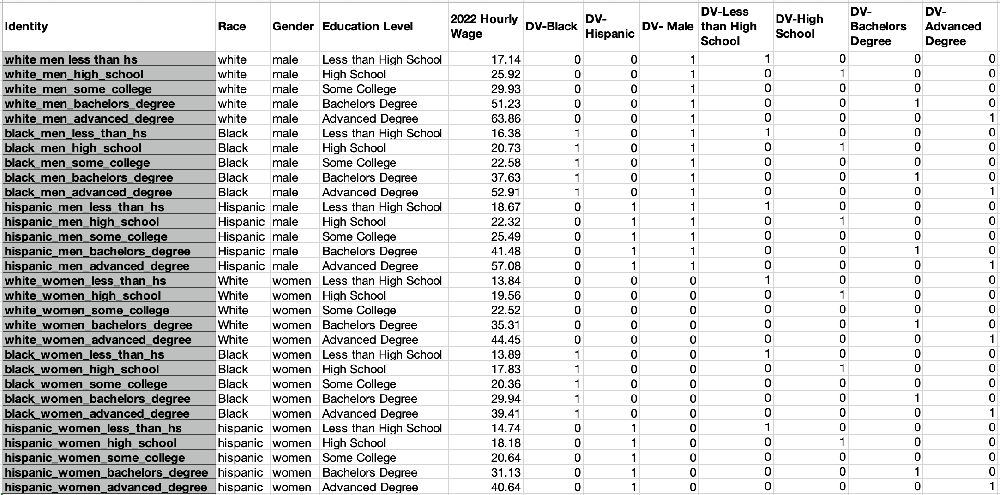 Identity Race Gender Education Level 2022 Hourly Wage DV-Black DV-Hispanic DV- Male DV-Less than High School DV-High School DV-Bachelors Degree DV-Advanced Degree
white men less than hs white male Less than High School 17.14 0 0 1 1 0 0 0
white_men_high_school white male High School 25.92 0 0 1 0 1 0 0
white_men_some_college white male Some College 29.93 0 0 1 0 0 0 0
white_men_bachelors_degree white male Bachelors Degree 51.23 0 0 1 0 0 1 0
white_men_advanced_degree white male Advanced Degree 63.86 0 0 1 0 0 0 1
black_men_less_than_hs Black male Less than High School 16.38 1 0 1 1 0 0 0
black_men_high_school Black male High School 20.73 1 0 1 0 1 0 0
black_men_some_college Black male Some College 22.58 1 0 1 0 0 0 0
black_men_bachelors_degree Black male Bachelors Degree 37.63 1 0 1 0 0 1 0
black_men_advanced_degree Black male Advanced Degree 52.91 1 0 1 0 0 0 1
hispanic_men_less_than_hs Hispanic male Less than High School 18.67 0 1 1 1 0 0 0
hispanic_men_high_school Hispanic male High School 22.32 0 1 1 0 1 0 0
hispanic_men_some_college Hispanic male Some College 25.49 0 1 1 0 0 0 0
hispanic_men_bachelors_degree Hispanic male Bachelors Degree 41.48 0 1 1 0 0 1 0
hispanic_men_advanced_degree Hispanic male Advanced Degree 57.08 0 1 1 0 0 0 1
white_women_less_than_hs White women Less than High School 13.84 0 0 0 1 0 0 0
white_women_high_school White women High School 19.56 0 0 0 0 1 0 0
white_women_some_college White women Some College 22.52 0 0 0 0 0 0 0
white_women_bachelors_degree White women Bachelors Degree 35.31 0 0 0 0 0 1 0
white_women_advanced_degree White women Advanced Degree 44.45 0 0 0 0 0 0 1
black_women_less_than_hs Black women Less than High School 13.89 1 0 0 1 0 0 0
black_women_high_school Black women High School 17.83 1 0 0 0 1 0 0
black_women_some_college Black women Some College 20.36 1 0 0 0 0 0 0
black_women_bachelors_degree Black women Bachelors Degree 29.94 1 0 0 0 0 1 0
black_women_advanced_degree Black women Advanced Degree 39.41 1 0 0 0 0 0 1
hispanic_women_less_than_hs hispanic women Less than High School 14.74 0 1 0 1 0 0 0
hispanic_women_high_school hispanic women High School 18.18 0 1 0 0 1 0 0
hispanic_women_some_college hispanic women Some College 20.64 0 1 0 0 0 0 0
hispanic_women_bachelors_degree hispanic women Bachelors Degree 31.13 0 1 0 0 0 1 0
hispanic_women_advanced_degree hispanic women Advanced Degree 40.64 0 1 0 0 0 0 1